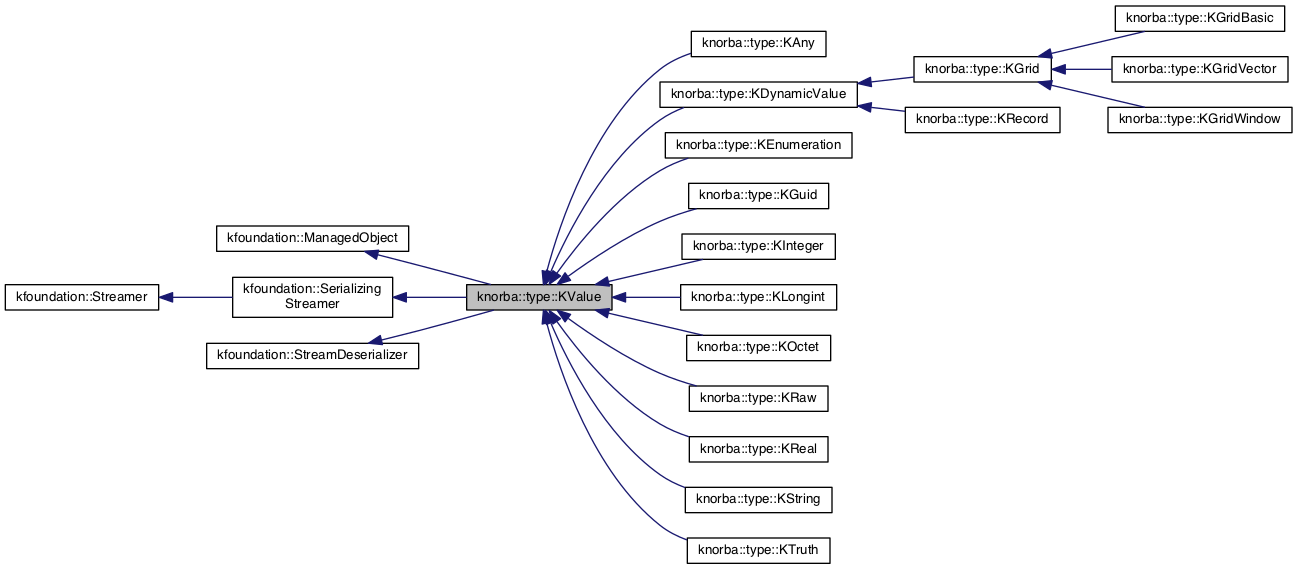 kfoundation::Streamer
kfoundation::ManagedObject
kfoundation::Serializing
Streamer
kfoundation::StreamDeserializer
knorba::type::KValue
knorba::type::KAny
knorba::type::KDynamicValue
knorba::type::KEnumeration
knorba::type::KGuid
knorba::type::KInteger
knorba::type::KLongint
knorba::type::KOctet
knorba::type::KRaw
knorba::type::KReal
knorba::type::KString
knorba::type::KTruth
knorba::type::KGrid
knorba::type::KRecord
knorba::type::KGridBasic
knorba::type::KGridVector
knorba::type::KGridWindow